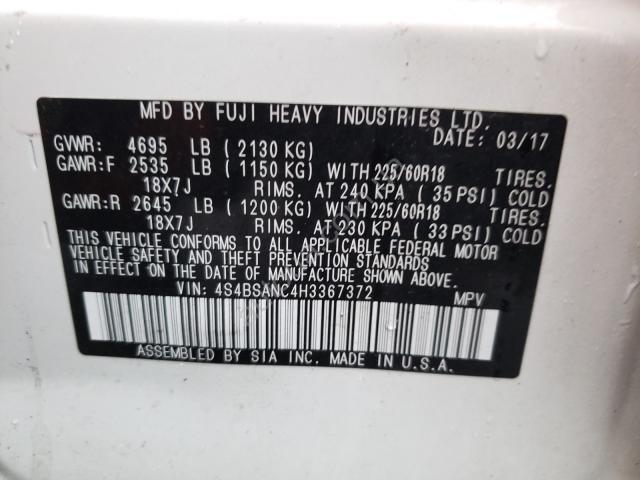 MFD BY FUJI HEAVY INDUSTRIES LTD.
DATE: 03/17
GVWR: 4695 LB (2130 KG)
GAWR:F 2535 LB (1150 KG) WITH 225/60R18 TIRES.
18X7J RIMS. AT 240 KPA (35 PSI) COLD
GAWR:R 2645 LB (1200 KG) WITH 225/60R18 TIRES.
18X7J RIMS. AT 230 KPA (33 PSI) COLD
THIS VEHICLE CONFORMS TO ALL APPLICABLE FEDERAL MOTOR
VEHICLE SAFETY AND THEFT PREVENTION STANDARDS
IN EFFECT ON THE DATE OF MANUFACTURE SHOWN ABOVE.
VIN: 4S4BSANC4H3367372 MPV
ASSEMBLED BY SIA INC. MADE IN U.S.A.